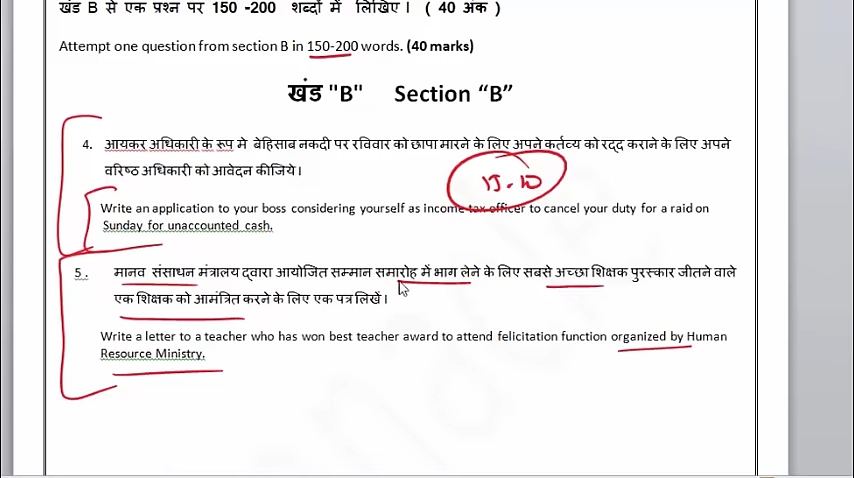 खंड B से एक प्रश्न पर 150 -200 शब्दों में लिखिए। ( 40 अंक )
Attempt one question from section B in 150-200 words. (40 marks)
खंड "B" Section “B”
4. आयकर अधिकारी के रूप मे बेहिसाब नकदी पर रविवार को छापा मारने के लिए अपने कर्तव्य को रद्द कराने के लिए अपने
वरिष्ठ अधिकारी को आवेदन कीजिये।
Write an application to your boss considering yourself as income tax officer to cancel your duty for a raid on
Sunday for unaccounted cash.
5. मानव संसाधन मंत्रालय द्वारा आयोजित सम्मान समारोह में भाग लेने के लिए सबसे अच्छा शिक्षक पुरस्कार जीतने वाले
एक शिक्षक को आमंत्रित करने के लिए एक पत्र लिखें।
Write a letter to a teacher who has won best teacher award to attend felicitation function organized by Human
Resource Ministry.